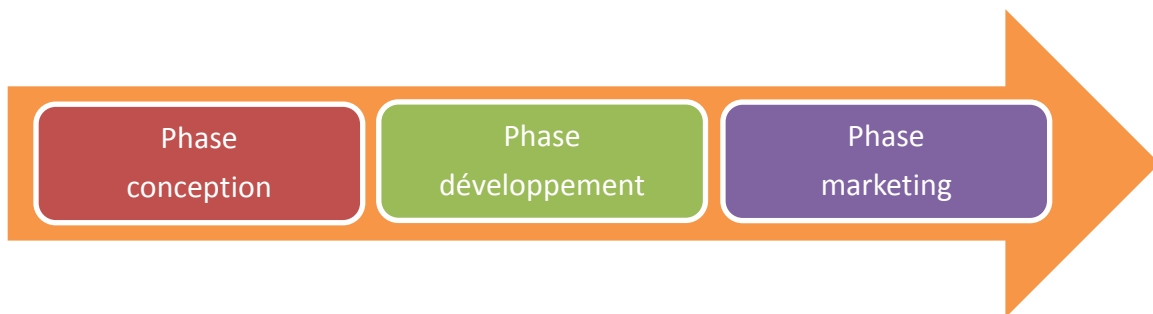 Phase
conception
Phase
développement
Phase
marketing